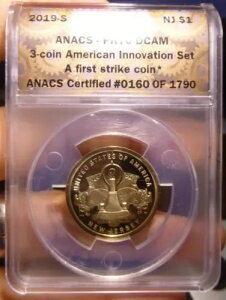 2019-S NJ $1
ANACS - PR70 DCAM
3-coin American Innovation Set
A first strike coin*
ANACS Certified #0160 OF 1790
UNITED STATES OF AMERICA
NEW JERSEY